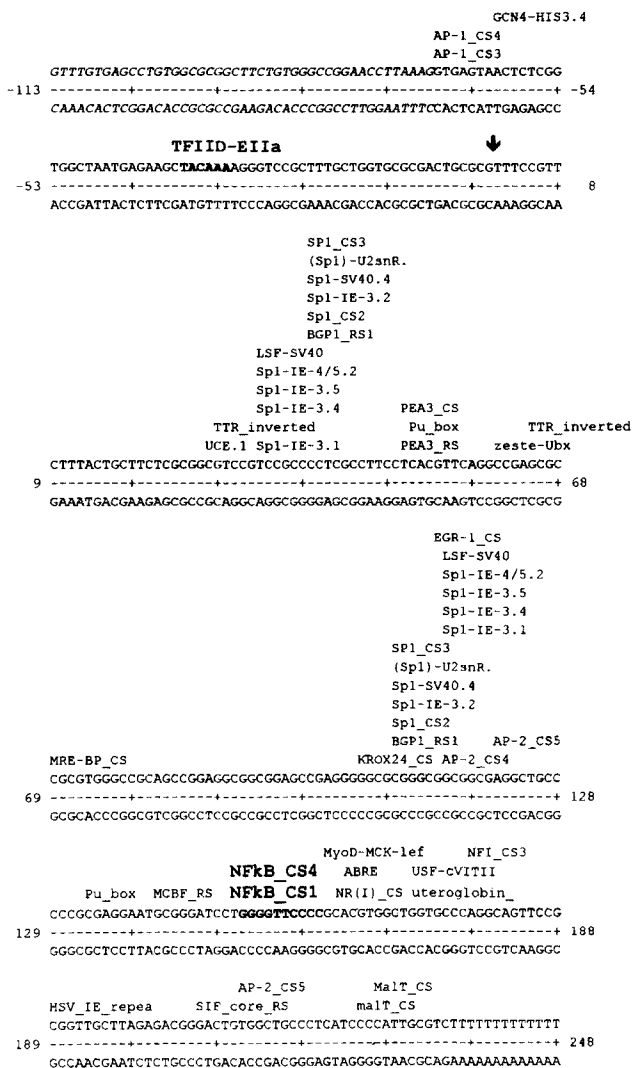 GCN4-HIS3.4
AP-1_CS4
AP-1_CS3
GTTTGTGAGCCTGTGGCGCGGCTTCTGTGGGCCGGAACCTTAAAGGTGAGTAACTCTCGG
-113 ---------+---------+---------+---------+---------+---------+ -54
CAAACACTCGGACACCGCGCCGAAGACACCCGGCCTTGGAATTTCCACTCATTGAGAGCC
TFIID-EIIa
TGGCTAATGAGAAGCTACAAAAGGGTCCGCTTTGCTGGTGCGCGACTGCGCGTTTCCGTT
-53 ---------+---------+---------+---------+---------+---------+ 8
ACCGATTACTCTTCGATGTTTTCCCAGGCGAAACGACCACGCGCTGACGCGCAAAGGCAA
SP1_CS3
(Sp1)-U2snR.
Sp1-SV40.4
Sp1-IE-3.2
Sp1_CS2
BGP1_RS1
LSF-SV40
Sp1-IE-4/5.2
Sp1-IE-3.5
Sp1-IE-3.4 PEA3_CS
TTR_inverted Pu_box TTR_inverted
UCE.1 Sp1-IE-3.1 PEA3_RS zeste-Ubx
CTTTACTGCTTCTCGCGGCGTCCGTCCGCCCCTCGCCTTCCTCACGTTCAGGCCGAGCGC
9 ---------+---------+---------+---------+---------+---------+ 68
GAAATGACGAAGAGCGCCGCAGGCAGGCGGGGAGCGGAAGGAGTGCAAGTCCGGCTCGCG
EGR-1_CS
LSF-SV40
Sp1-IE-4/5.2
Sp1-IE-3.5
Sp1-IE-3.4
Sp1-IE-3.1
SP1_CS3
(Sp1)-U2snR.
Sp1-SV40.4
Sp1-IE-3.2
Sp1_CS2
BGP1_RS1 AP-2_CS5
MRE-BP_CS KROX24_CS AP-2_CS4
CGCGTGGGCCGCAGCCGGAGGCGGCGGAGCCGAGGGGGCGCGGGCGGCGGCGAGGCTGCC
69 ---------+---------+---------+---------+---------+---------+ 128
GCGCACCCGGCGTCGGCCTCCGCCGCCTCGGCTCCCCCGCGCCCGCCGCCGCTCCGACGG
MyoD-MCK-lef NFI_CS3
NFkB_CS4 ABRE USF-cVITII
Pu_box MCBF_RS NFkB_CS1 NR(I)_CS uteroglobin_
CCCGCGAGGAATGCGGGATCCTGGGGTTCCCCGCACGTGGCTGGTGCCCAGGCAGTTCCG
129 ---------+---------+---------+---------+---------+---------+ 188
GGGCGCTCCTTACGCCCTAGGACCCCAAGGGGCGTGCACCGACCACGGGTCCGTCAAGGC
AP-2_CS5 MalT_CS
HSV_IE_repea SIF_core_RS malT_CS
CGGTTGCTTAGAGACGGGACTGTGGCTGCCCTCATCCCCATTGCGTCTTTTTTTTTTTTT
189 ---------+---------+---------+---------+---------+---------+ 248
GCCAACGAATCTCTGCCCTGACACCGACGGGAGTAGGGGTAACGCAGAAAAAAAAAAAAA